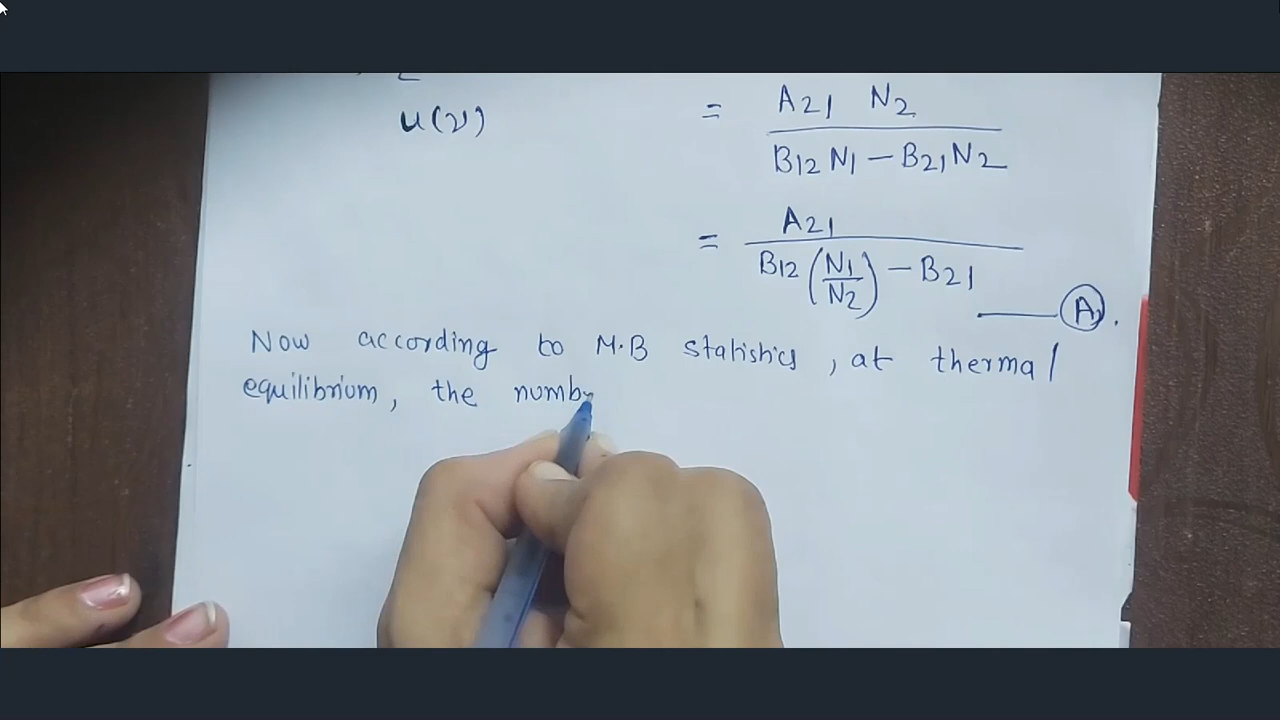 u(ν) = A21 N2 / B12 N1 – B21 N2
= A21 / B12 (N1/N2) – B21
—— (A).
Now according to M.B statistics, at thermal
equilibrium, the numbe